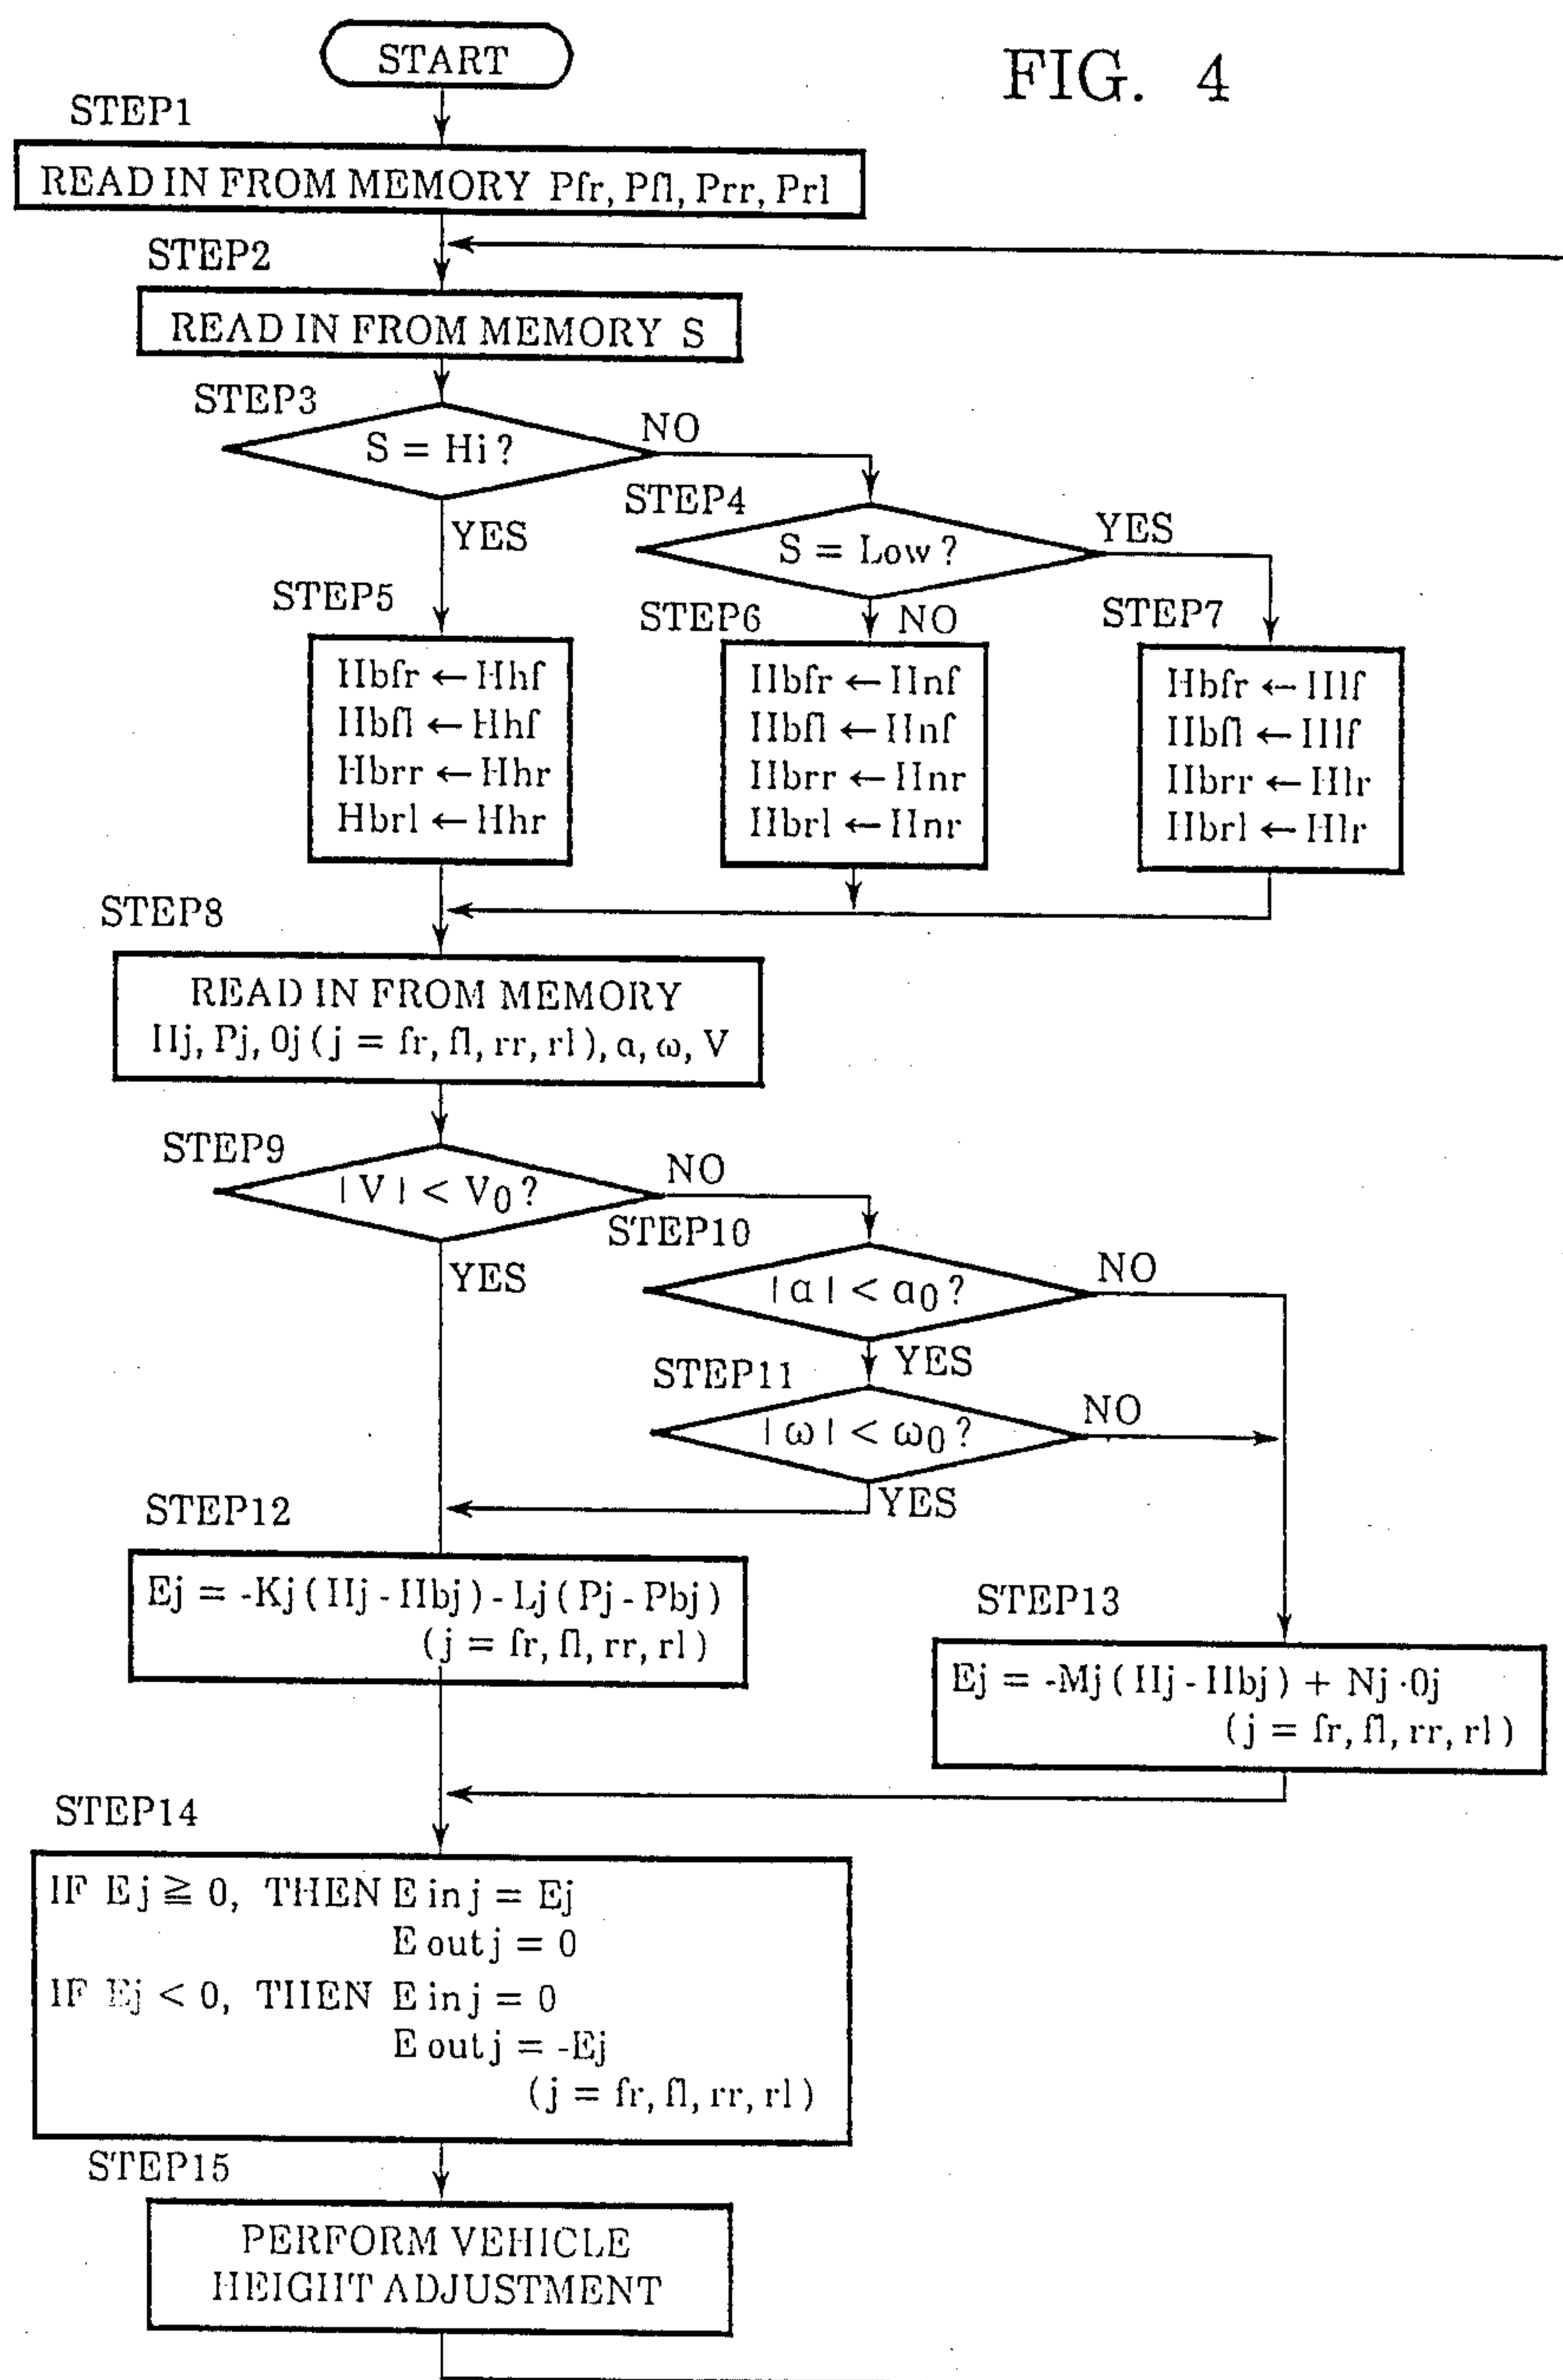 FIG. 4
START
STEP1
READ IN FROM MEMORY Pfr, Pfl, Prr, Prl
STEP2
READ IN FROM MEMORY S
STEP3
S = Hi ?
NO
YES
STEP4
S = Low ?
YES
NO
STEP5
Hbfr ← Hhf
Hbfl ← Hhf
Hbrr ← Hhr
Hbrl ← Hhr
STEP6
Hbfr ← Hnf
Hbfl ← Hnf
Hbrr ← Hnr
Hbrl ← Hnr
STEP7
Hbfr ← Hlf
Hbfl ← Hlf
Hbrr ← Hlr
Hbrl ← Hlr
STEP8
READ IN FROM MEMORY
Hj, Pj, θj ( j = fr, fl, rr, rl ), α, ω, V
STEP9
| V | < V0 ?
NO
YES
STEP10
| α | < α0 ?
NO
YES
STEP11
| ω | < ω0 ?
NO
YES
STEP12
Ej = -Kj ( Hj - Hbj ) - Lj ( Pj - Pbj )
( j = fr, fl, rr, rl )
STEP13
Ej = -Mj ( Hj - Hbj ) + Nj ·θj
( j = fr, fl, rr, rl )
STEP14
IF Ej ≧ 0, THEN E in j = Ej
E out j = 0
IF Ej < 0, THEN E in j = 0
E out j = -Ej
( j = fr, fl, rr, rl )
STEP15
PERFORM VEHICLE
HEIGHT ADJUSTMENT